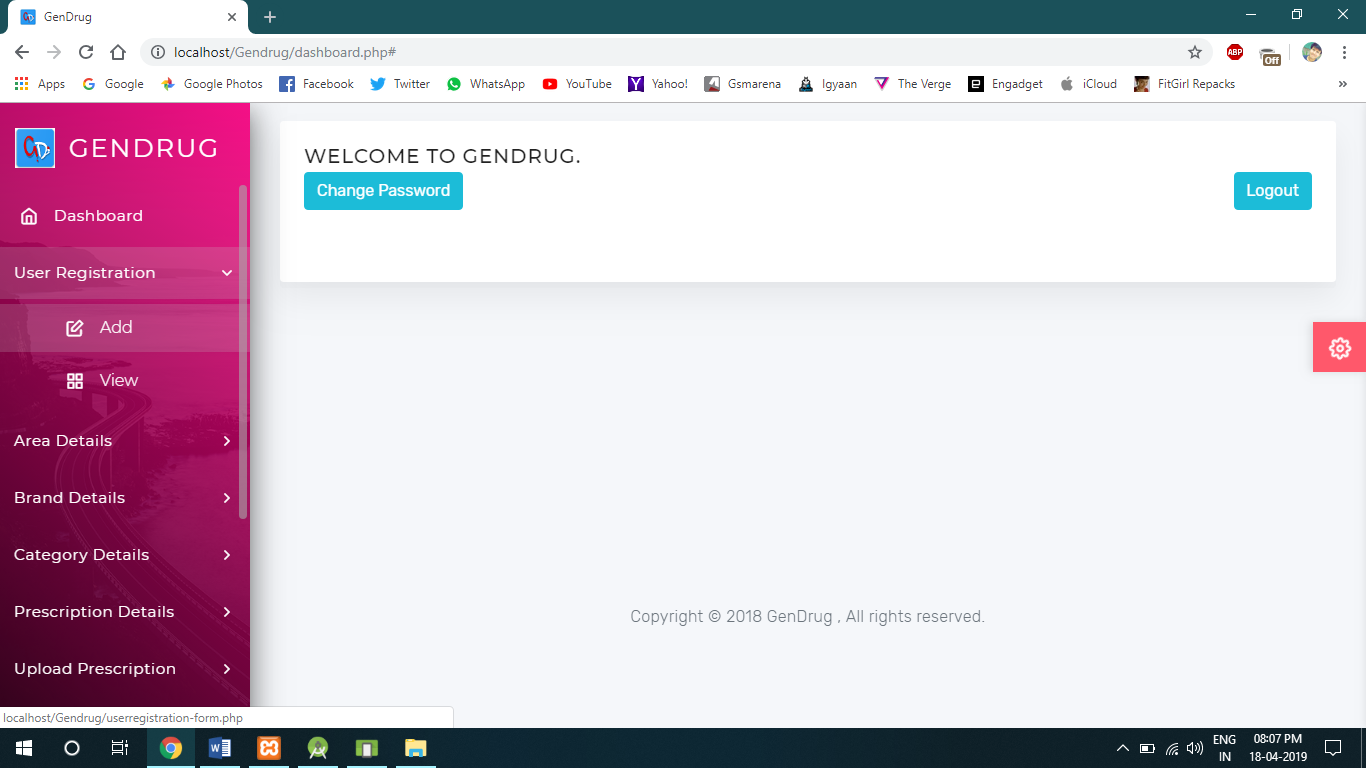 GenDrug
localhost/Gendrug/dashboard.php#
ABP
Off
Apps Google Google Photos Facebook Twitter WhatsApp YouTube Yahoo! Gsmarena Igyaan The Verge Engadget iCloud FitGirl Repacks »
GENDRUG
WELCOME TO GENDRUG.
Change Password
Logout
Dashboard
User Registration
Add
View
Area Details
Brand Details
Category Details
Prescription Details
Upload Prescription
Copyright © 2018 GenDrug , All rights reserved.
localhost/Gendrug/userregistration-form.php
ENG
IN
08:07 PM
18-04-2019